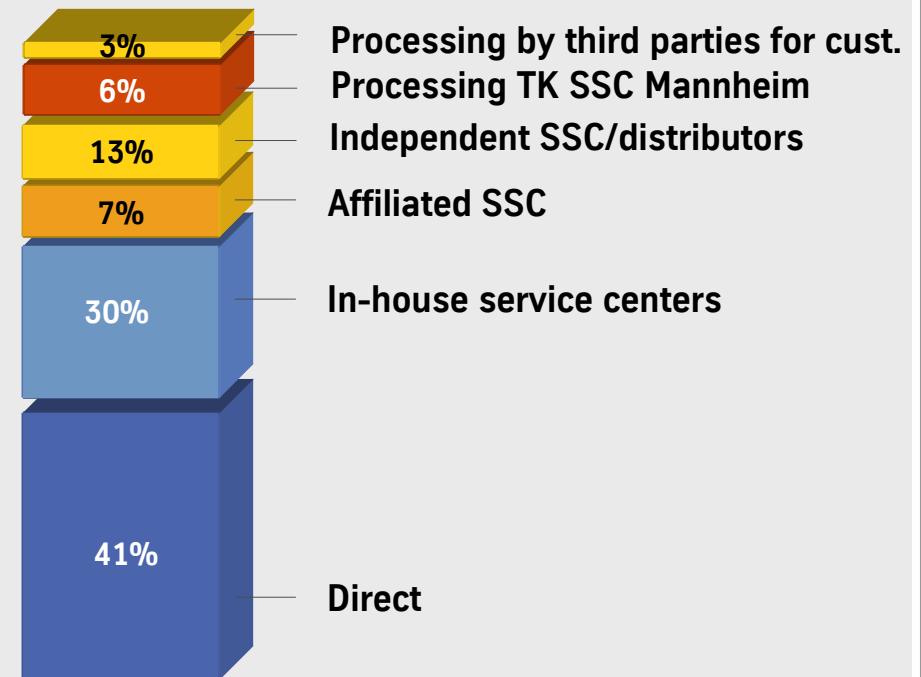 3% Processing by third parties for cust.
6% Processing TK SSC Mannheim
13% Independent SSC/distributors
7% Affiliated SSC
30% In-house service centers
41%
Direct